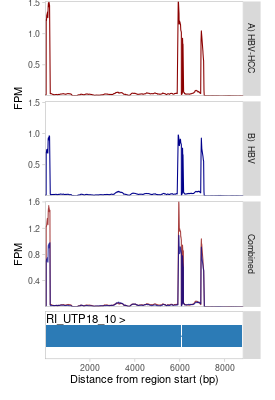 1.5
1.0
0.5
FPM
A) HBV-HCC
1.5
1.0
0.5
B) HBV
1.6
1.2
0.8
0.4
FPM
Combined
RI_UTP18_10 >
2000 4000 6000 8000
Distance from region start (bp)